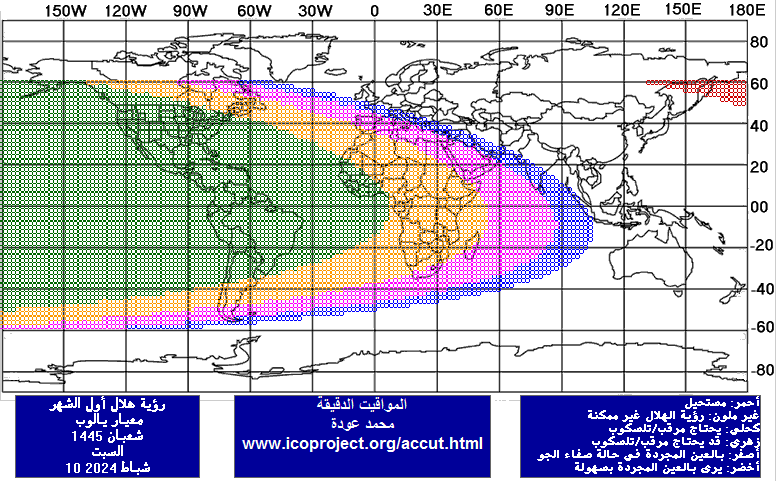 150W 120W 90W 60W 30W 0 30E 60E 90E 120E 150E 180E
80
60
40
20
00
-20
-40
-60
-80
رؤية هلال أول الشهر
معيار يالوب
شعبان 1445
السبت
10 شباط 2024
المواقيت الدقيقة
محمد عودة
www.icoproject.org/accut.html
أحمر: مستحيل
غير ملون: رؤية الهلال غير ممكنة
كحلي: يحتاج مرقب/تلسكوب
زهري: قد يحتاج مرقب/تلسكوب
أصفر: بالعين المجردة في حالة صفاء الجو
أخضر: يرى بالعين المجردة بسهولة